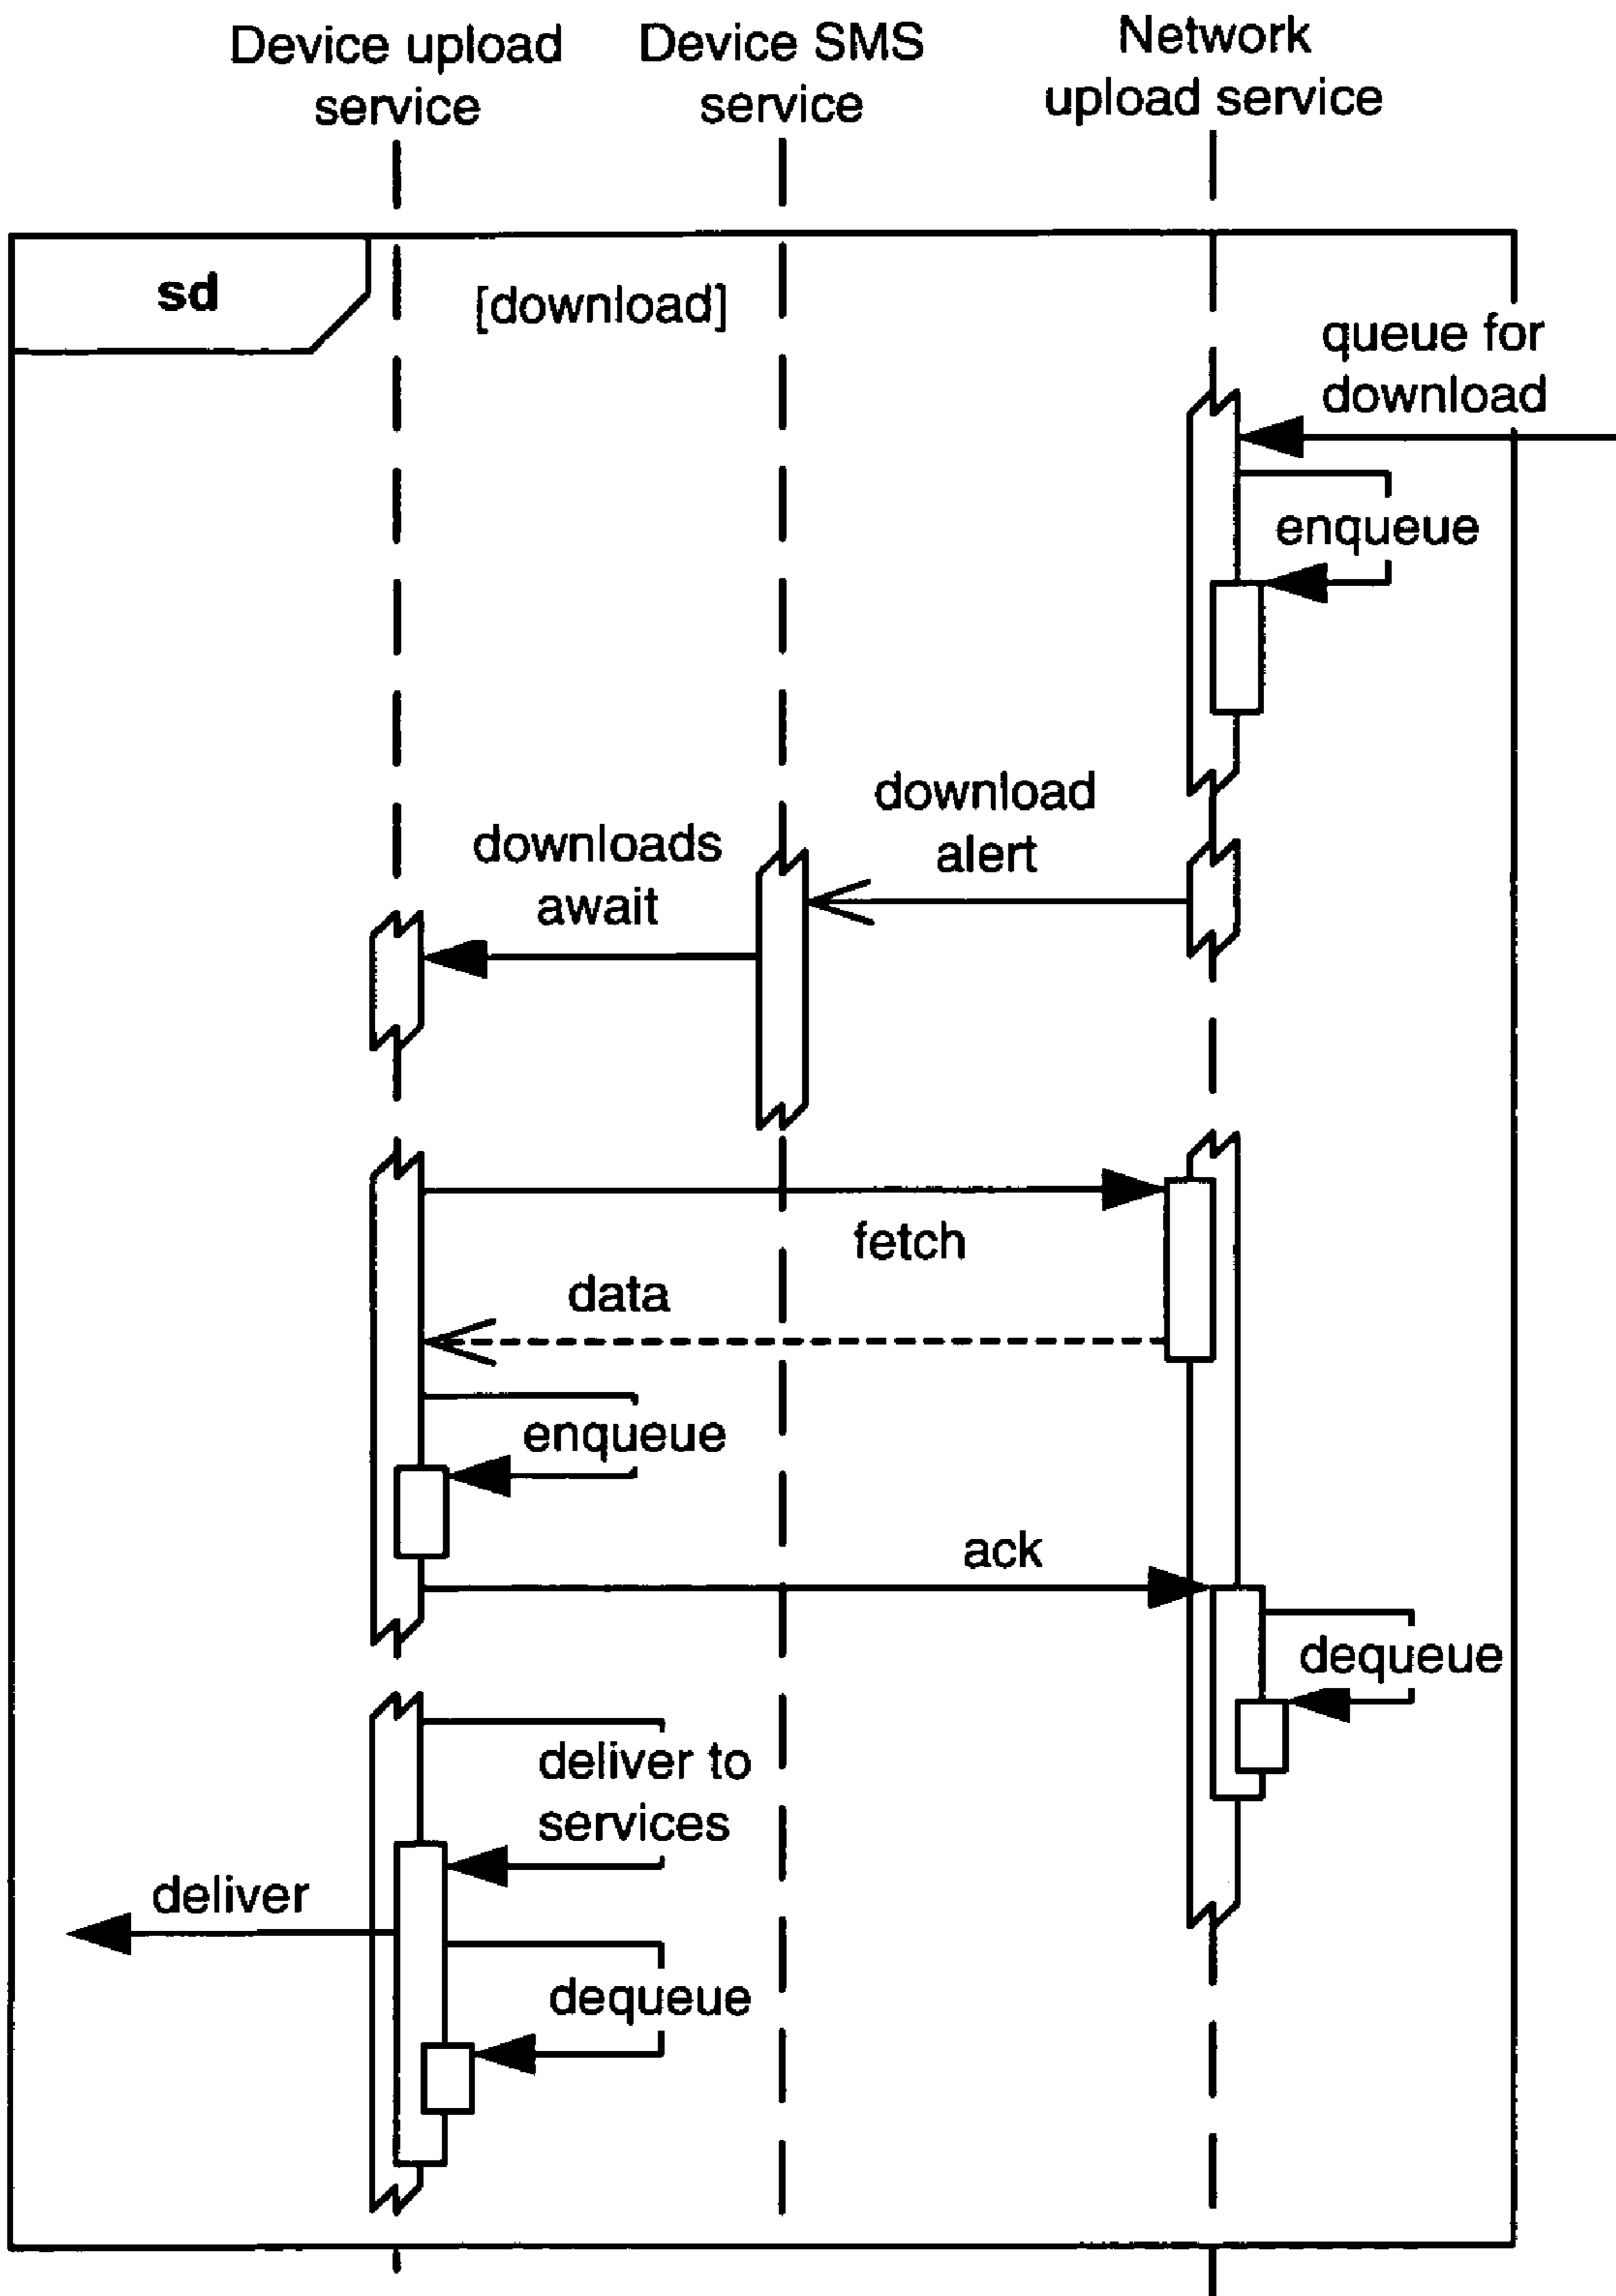 Device upload
service
Device SMS
service
Network
upload service
sd
[download]
queue for
download
enqueue
download
alert
downloads
await
fetch
data
enqueue
ack
dequeue
deliver to
services
deliver
dequeue